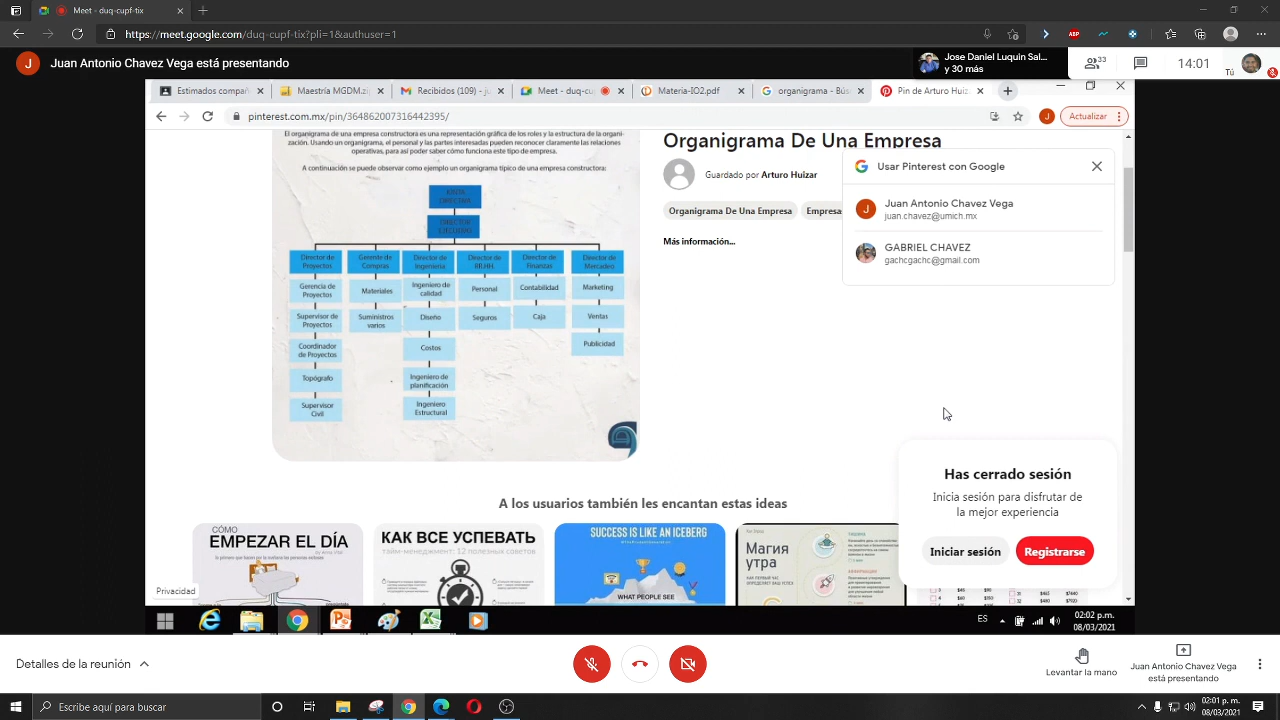 Meet - duq-cupf-tix
https://meet.google.com/duq-cupf-tix?pli=1&authuser=1
ABP
J
Juan Antonio Chavez Vega está presentando
Jose Daniel Luquin Sal...
y 30 más
33
14:01
Tú
Estimados compañ
Maestría MGDM.s
Recibidos (109) - ju
Meet - duq-cu
Materia-IO2.pdf
organigrama - Bús
Pin de Arturo Huiz
pinterest.com.mx/pin/364862007316442395/
J
Actualizar
El organigrama de una empresa constructora es una representación gráfica de los roles y la estructura de la organi-
zación. Usando un organigrama, el personal y las partes interesadas pueden reconocer claramente las relaciones
operativas, para así poder saber cómo funciona este tipo de empresa.
A continuación se puede observar como ejemplo un organigrama típico de una empresa constructora:
DIRECTOR
EJECUTIVO
Director de
Proyectos
Gerente de
Compras
Director de
Ingeniería
Director de
RR.HH.
Director de
Finanzas
Director de
Mercadeo
Gerencia de
Proyectos
Materiales
Ingeniero de
calidad
Personal
Contabilidad
Marketing
Supervisor de
Proyectos
Suministros
varios
Diseño
Seguros
Caja
Ventas
Coordinador
de Proyectos
Costos
Publicidad
Topógrafo
Ingeniero de
planificación
Supervisor
Civil
Ingeniero
Estructural
Organigrama De Una Empresa
Guardado por Arturo Huizar
Organigrama De Una Empresa
Empresa
Más información...
Usar Pinterest con Google
J
Juan Antonio Chavez Vega
juan.chavez@umich.mx
GABRIEL CHAVEZ
gachcgachc@gmail.com
Has cerrado sesión
Inicia sesión para disfrutar de
la mejor experiencia
Iniciar sesión
Registrarse
A los usuarios también les encantan estas ideas
CÓMO
EMPEZAR EL DÍA
КАК ВСЕ УСПЕВАТЬ
тайм-менеджмент: 12 полезных советов
SUCCESS IS LIKE AN ICEBERG
WHAT PEOPLE SEE
Магия
утра
Privacidad
ES
02:02 p.m.
08/03/2021
Detalles de la reunión
Levantar la mano
Juan Antonio Chavez Vega
está presentando
Escribe aquí para buscar
02:01 p. m.
08/03/2021